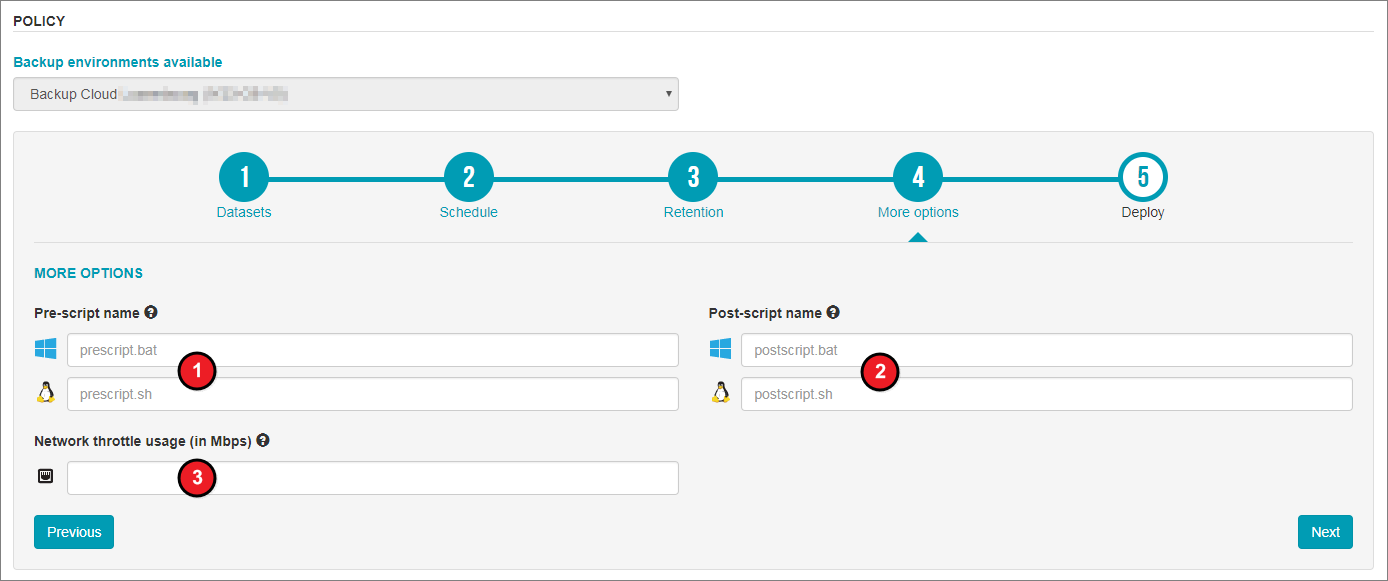 POLICY
Backup environments available
Backup Cloud
1 2 3 4 5
Datasets Schedule Retention More options Deploy
MORE OPTIONS
Pre-script name ? Post-script name ?
prescript.bat postscript.bat
1 2
prescript.sh postscript.sh
Network throttle usage (in Mbps) ?
3
Previous Next